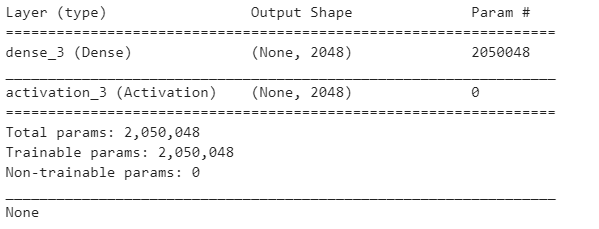 Layer (type)                 Output Shape              Param #
=================================================================
dense_3 (Dense)              (None, 2048)              2050048
_________________________________________________________________
activation_3 (Activation)    (None, 2048)              0
=================================================================
Total params: 2,050,048
Trainable params: 2,050,048
Non-trainable params: 0
_________________________________________________________________
None